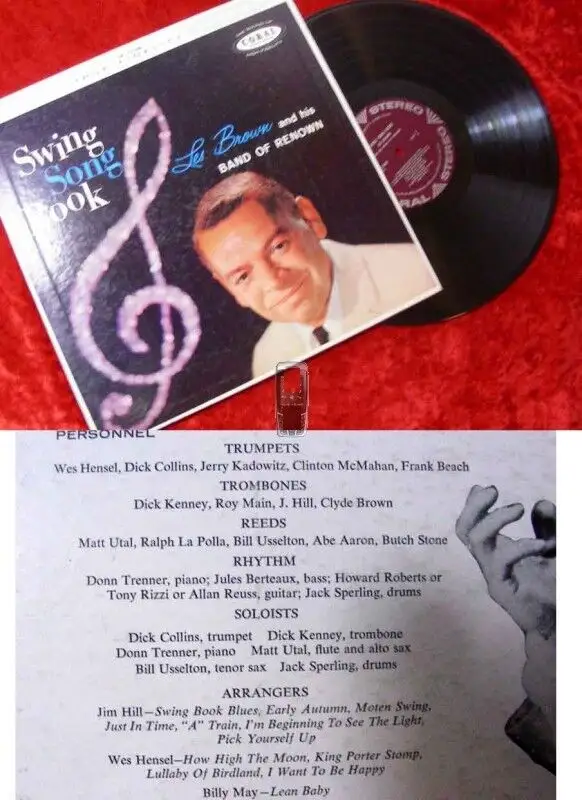 CORAL
Swing
Song
Book
Les Brown and his
BAND OF RENOWN
STEREO
STEREO
CORAL
PERSONNEL
TRUMPETS
Wes Hensel, Dick Collins, Jerry Kadowitz, Clinton McMahan, Frank Beach
TROMBONES
Dick Kenney, Roy Main, J. Hill, Clyde Brown
REEDS
Matt Utal, Ralph La Polla, Bill Usselton, Abe Aaron, Butch Stone
RHYTHM
Donn Trenner, piano; Jules Berteaux, bass; Howard Roberts or
Tony Rizzi or Allan Reuss, guitar; Jack Sperling, drums
SOLOISTS
Dick Collins, trumpet Dick Kenney, trombone
Donn Trenner, piano Matt Utal, flute and alto sax
Bill Usselton, tenor sax Jack Sperling, drums
ARRANGERS
Jim Hill—Swing Book Blues, Early Autumn, Moten Swing,
Just In Time, "A" Train, I'm Beginning To See The Light,
Pick Yourself Up
Wes Hensel—How High The Moon, King Porter Stomp,
Lullaby Of Birdland, I Want To Be Happy
Billy May—Lean Baby